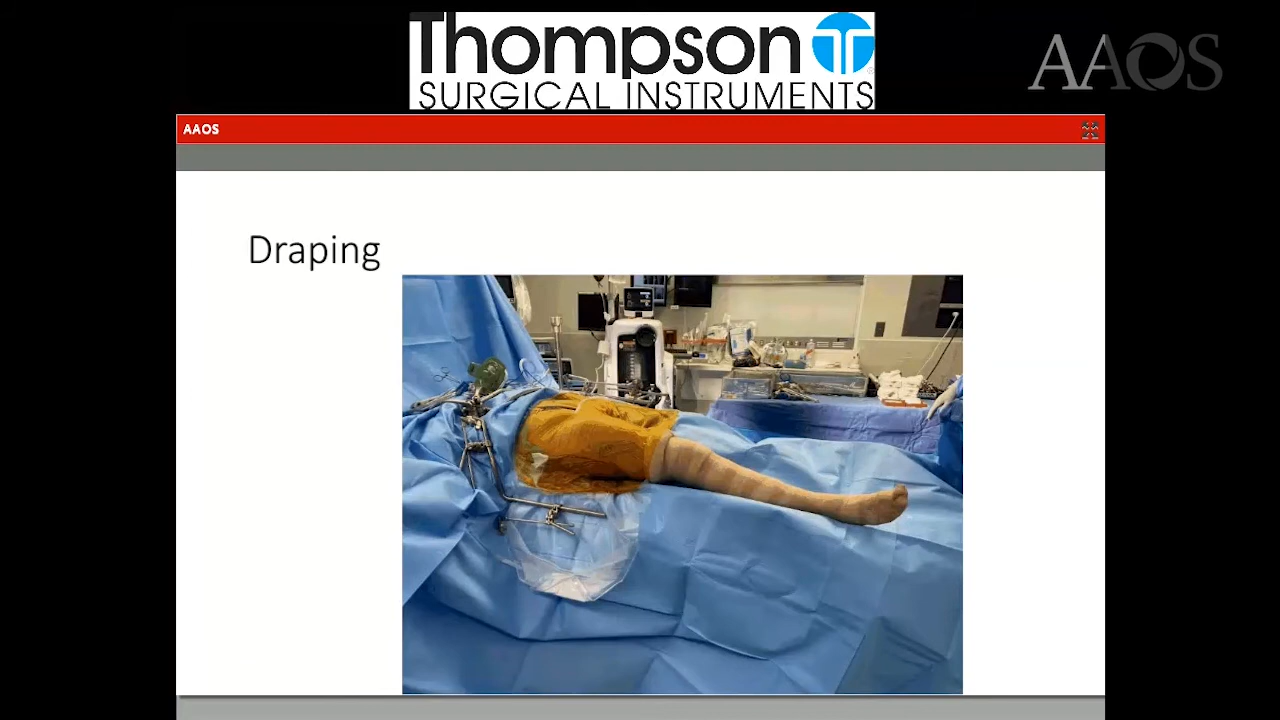 Thompson
SURGICAL INSTRUMENTS
AAOS
AAOS
Draping